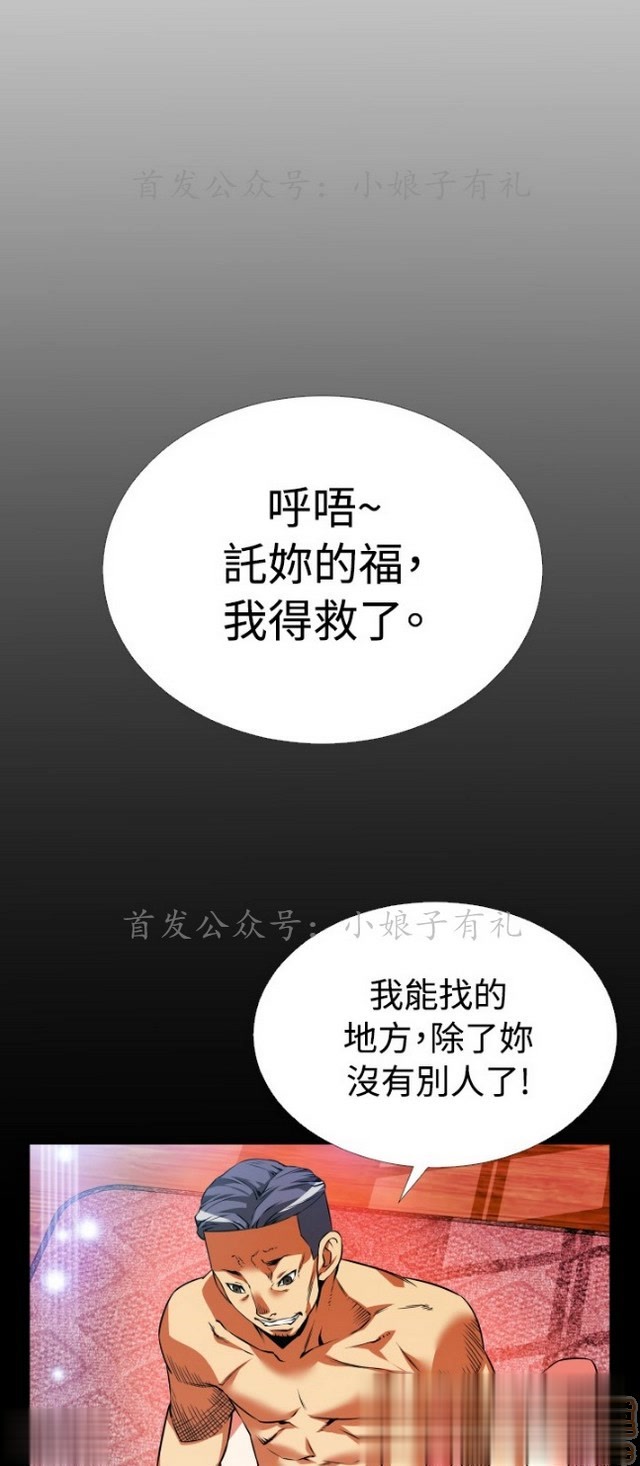 首发公众号：小娘子有礼
呼唔~
託妳的福，
我得救了。
首发公众号：小娘子有礼
我能找的
地方，除了妳
沒有別人了!